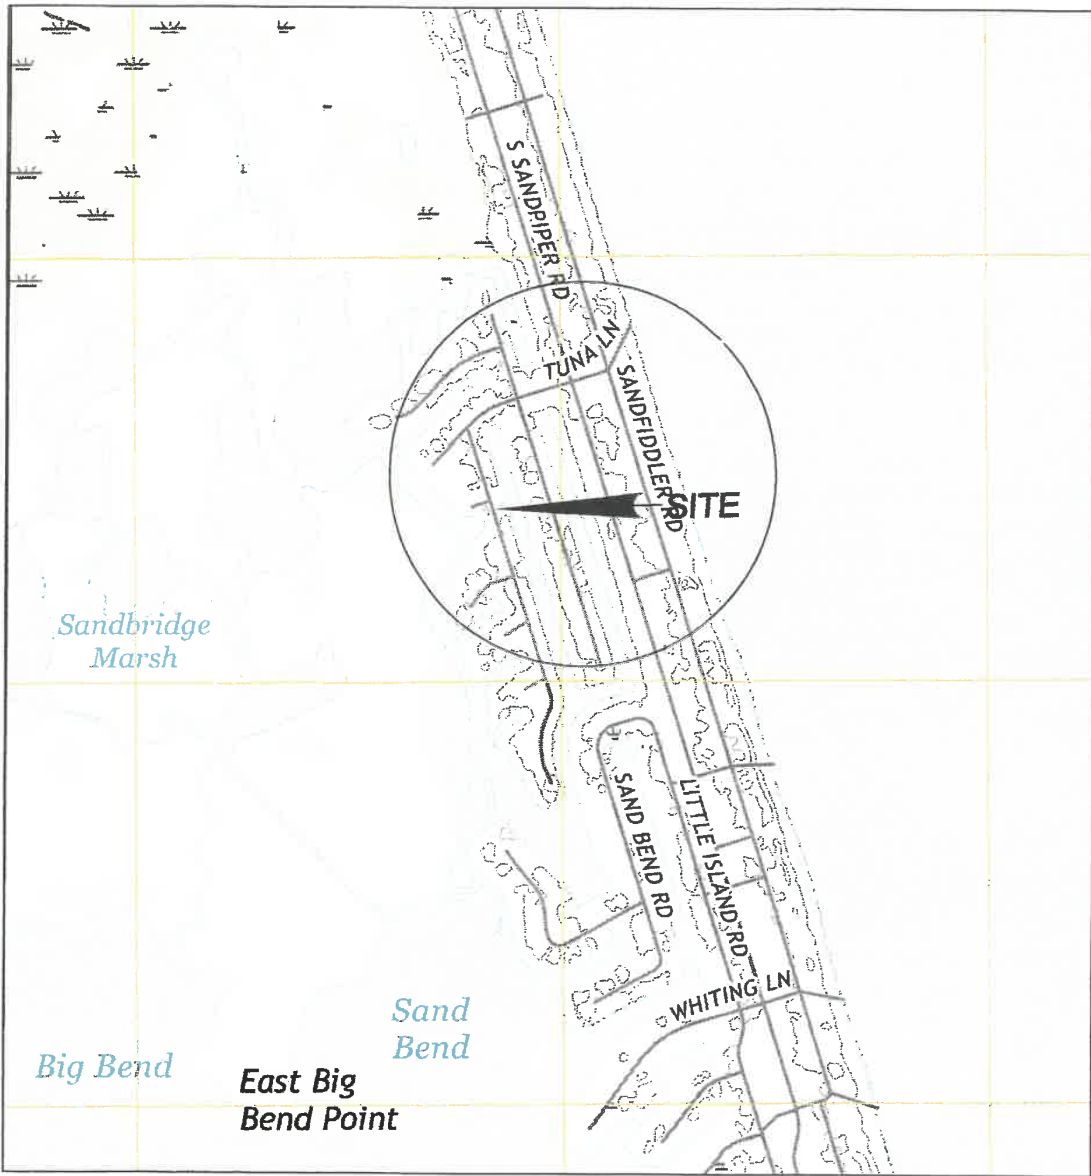 S SANDPIPER RD
TUNA LN
SANDFIDDLER RD
SITE
Sandbridge
Marsh
SAND BEND RD
LITTLE ISLAND RD
WHITING LN
Sand
Bend
Big Bend
East Big
Bend Point